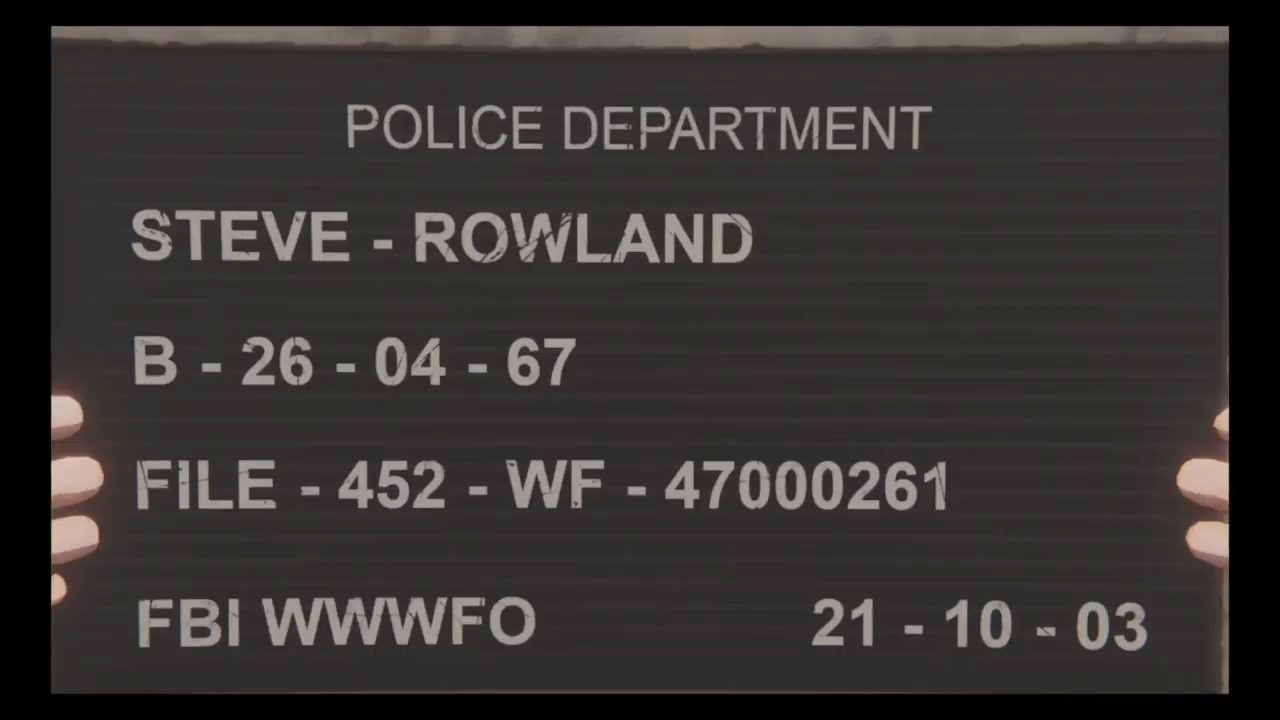 POLICE DEPARTMENT
STEVE - ROWLAND
B - 26 - 04 - 67
FILE - 452 - WF - 47000261
FBI WWWFO 21 - 10 - 03